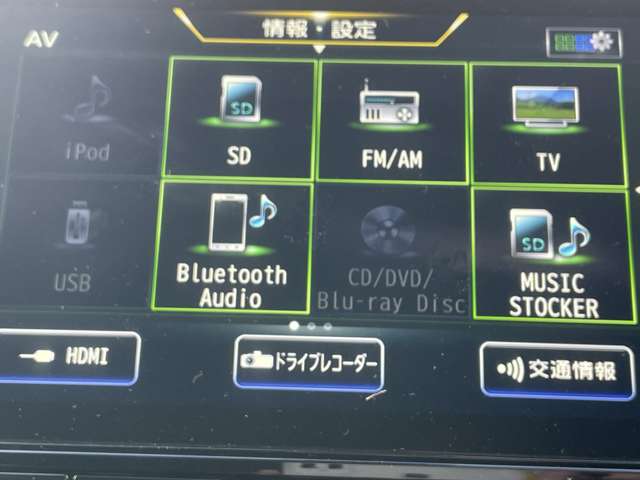 情報・設定
AV
iPod
SD
FM/AM
TV
USB
SD
Bluetooth
Audio
CD/DVD/
Blu-ray Disc
SD
MUSIC
STOCKER
HDMI
ドライブレコーダー
交通情報